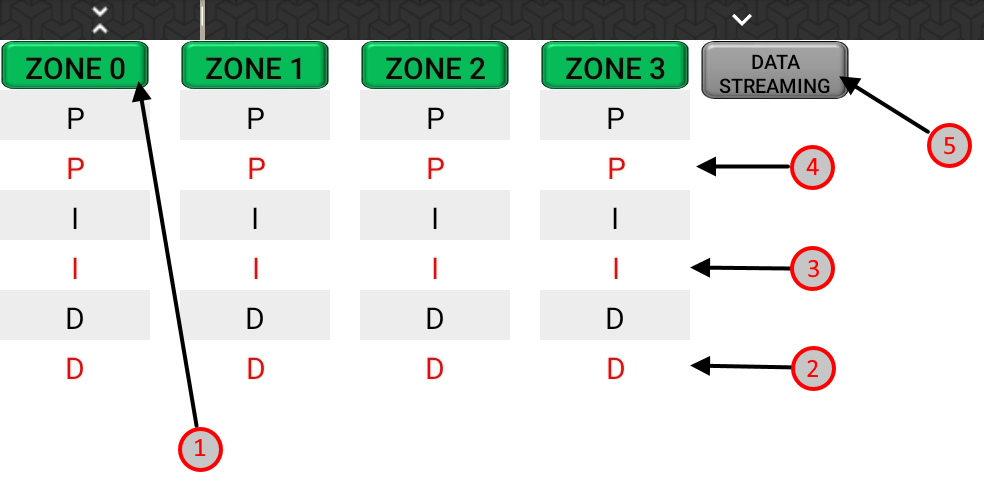 ZONE 0 ZONE 1 ZONE 2 ZONE 3 DATA
STREAMING
P P P P
5
P P P P 4
I I I I
I I I I 3
D D D D
D D D D 2
1